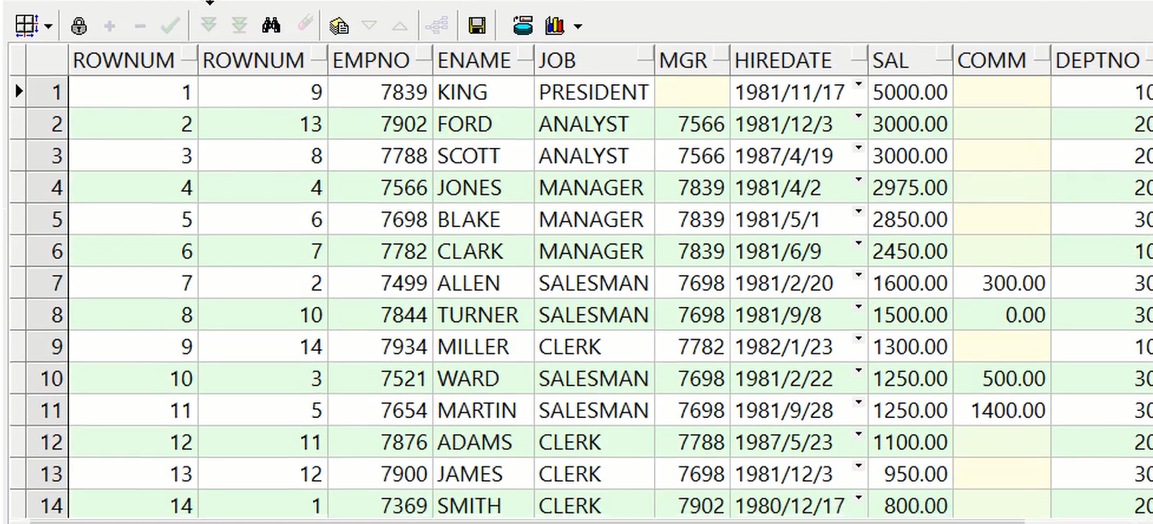 ROWNUM ROWNUM EMPNO ENAME JOB MGR HIREDATE SAL COMM DEPTNO
1 1 9 7839 KING PRESIDENT 1981/11/17 5000.00 10
2 2 13 7902 FORD ANALYST 7566 1981/12/3 3000.00 20
3 3 8 7788 SCOTT ANALYST 7566 1987/4/19 3000.00 20
4 4 4 7566 JONES MANAGER 7839 1981/4/2 2975.00 20
5 5 6 7698 BLAKE MANAGER 7839 1981/5/1 2850.00 30
6 6 7 7782 CLARK MANAGER 7839 1981/6/9 2450.00 10
7 7 2 7499 ALLEN SALESMAN 7698 1981/2/20 1600.00 300.00 30
8 8 10 7844 TURNER SALESMAN 7698 1981/9/8 1500.00 0.00 30
9 9 14 7934 MILLER CLERK 7782 1982/1/23 1300.00 10
10 10 3 7521 WARD SALESMAN 7698 1981/2/22 1250.00 500.00 30
11 11 5 7654 MARTIN SALESMAN 7698 1981/9/28 1250.00 1400.00 30
12 12 11 7876 ADAMS CLERK 7788 1987/5/23 1100.00 20
13 13 12 7900 JAMES CLERK 7698 1981/12/3 950.00 30
14 14 1 7369 SMITH CLERK 7902 1980/12/17 800.00 20